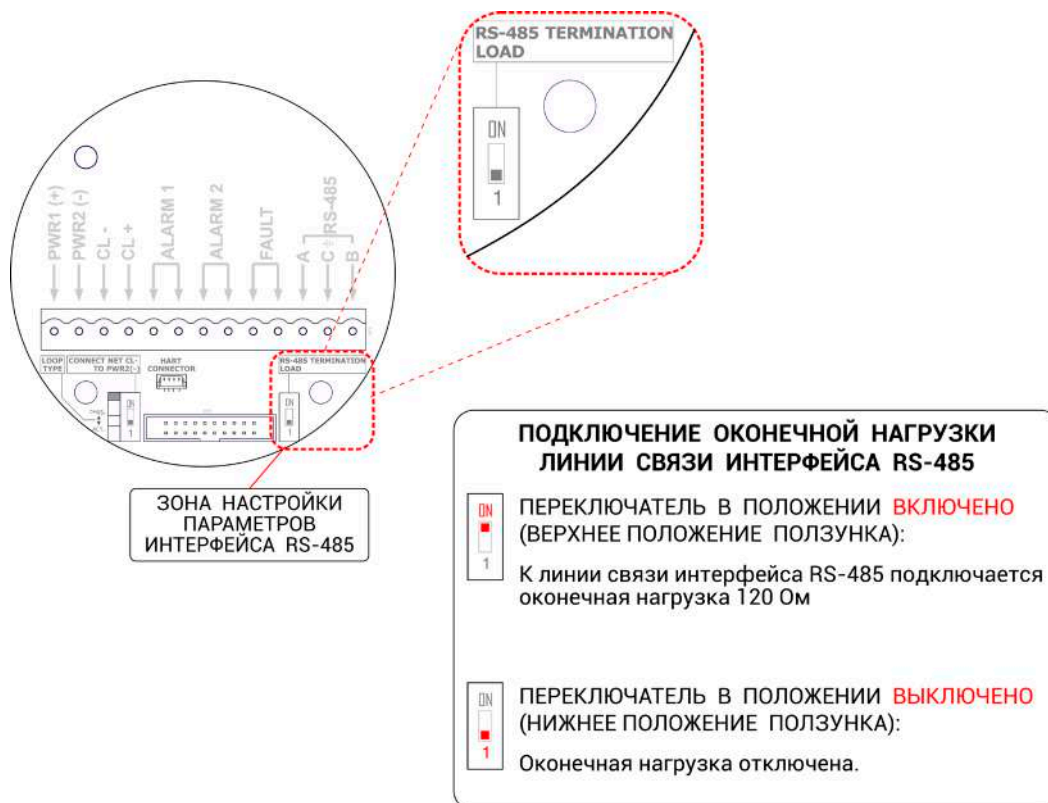 RS-485 TERMINATION
LOAD
ON
1
PWR1 (+)
PWR2 (-)
CL -
CL +
ALARM 1
ALARM 2
FAULT
A
C
RS-485
B
LOOP
TYPE
CONNECT NET CL-
TO PWR2(-)
HART
CONNECTOR
RS-485 TERMINATION
LOAD
ON
1
ON
1
ЗОНА НАСТРОЙКИ
ПАРАМЕТРОВ
ИНТЕРФЕЙСА RS-485
ПОДКЛЮЧЕНИЕ ОКОНЕЧНОЙ НАГРУЗКИ
ЛИНИИ СВЯЗИ ИНТЕРФЕЙСА RS-485
ON
1
ПЕРЕКЛЮЧАТЕЛЬ В ПОЛОЖЕНИИ ВКЛЮЧЕНО
(ВЕРХНЕЕ ПОЛОЖЕНИЕ ПОЛЗУНКА):
К линии связи интерфейса RS-485 подключается
оконечная нагрузка 120 Ом
ON
1
ПЕРЕКЛЮЧАТЕЛЬ В ПОЛОЖЕНИИ ВЫКЛЮЧЕНО
(НИЖНЕЕ ПОЛОЖЕНИЕ ПОЛЗУНКА):
Оконечная нагрузка отключена.